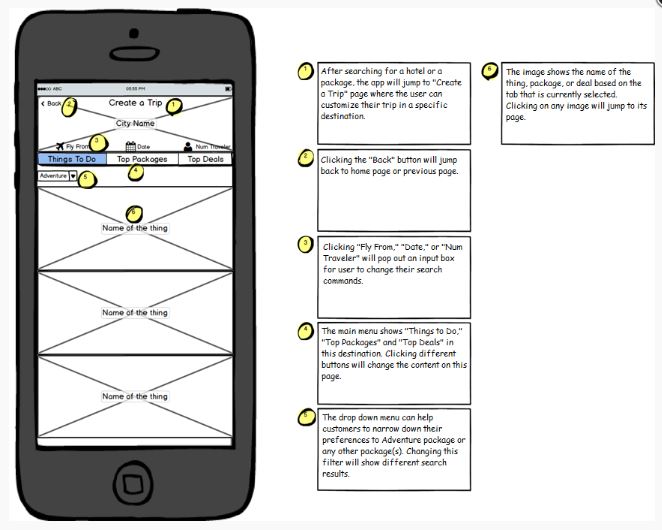 ABC 05:55 PM
< Back 2 Create a Trip 1
City Name
Fly From 3 Date Num Traveler
Things To Do Top Packages Top Deals
4
Adventure 5
6
Name of the thing
Name of the thing
Name of the thing
1
After searching for a hotel or a
package, the app will jump to "Create
a Trip" page where the user can
customize their trip in a specific
destination.
2
Clicking the "Back" button will jump
back to home page or previous page.
3
Clicking "Fly From," "Date," or "Num
Traveler" will pop out an input box
for user to change their search
commands.
4
The main menu shows "Things to Do,"
"Top Packages" and "Top Deals" in
this destination. Clicking different
buttons will change the content on this
page.
5
The drop down menu can help
customers to narrow down their
preferences to Adventure package or
any other package(s). Changing this
filter will show different search
results.
6
The image shows the name of the
thing, package, or deal based on the
tab that is currently selected.
Clicking on any image will jump to its
page.